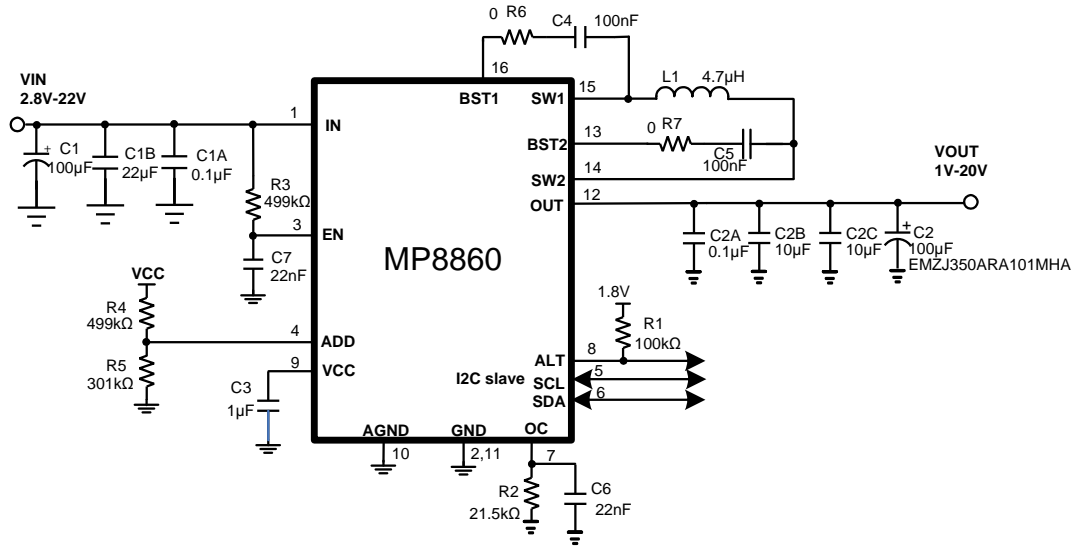 0 R6
C4
100nF
16
BST1
VIN
2.8V-22V
1
IN
+
C1
100µF
C1B
22µF
C1A
0.1µF
R3
499kΩ
3
EN
C7
22nF
VCC
R4
499kΩ
4
ADD
R5
301kΩ
9
VCC
C3
1µF
MP8860
15
SW1
L1
4.7µH
13
BST2
0 R7
C5
100nF
14
SW2
12
OUT
VOUT
1V-20V
C2A
0.1µF
C2B
10µF
C2C
10µF
+
C2
100µF
EMZJ350ARA101MHA
1.8V
R1
100kΩ
ALT
8
I2C slave
SCL
5
SDA
6
AGND
10
GND
2,11
OC
7
R2
21.5kΩ
C6
22nF